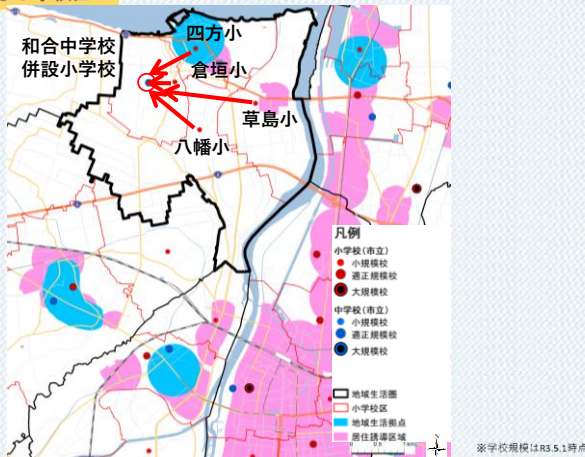 四方小
和合中学校
併設小学校
倉垣小
草島小
八幡小
凡例
小学校(市立)
小規模校
適正規模校
大規模校
中学校(市立)
小規模校
適正規模校
大規模校
地域生活圏
小学校区
地域生活拠点
居住誘導区域
※学校規模はR3.5.1時点